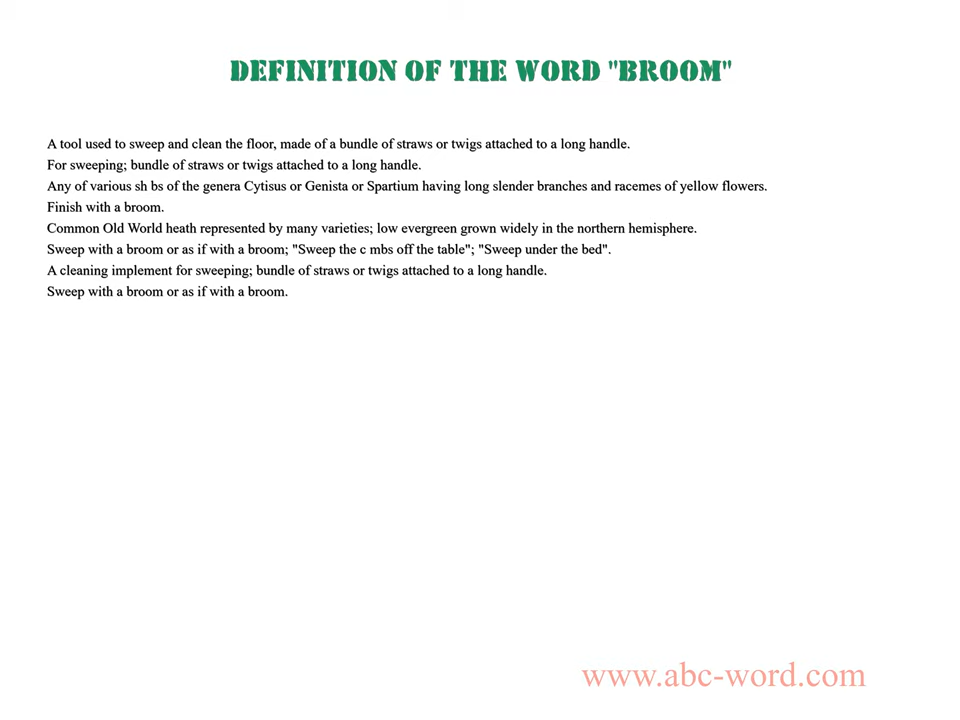 DEFINITION OF THE WORD "BROOM"
A tool used to sweep and clean the floor, made of a bundle of straws or twigs attached to a long handle.
For sweeping; bundle of straws or twigs attached to a long handle.
Any of various sh bs of the genera Cytisus or Genista or Spartium having long slender branches and racemes of yellow flowers.
Finish with a broom.
Common Old World heath represented by many varieties; low evergreen grown widely in the northern hemisphere.
Sweep with a broom or as if with a broom; "Sweep the c mbs off the table"; "Sweep under the bed".
A cleaning implement for sweeping; bundle of straws or twigs attached to a long handle.
Sweep with a broom or as if with a broom.
www.abc-word.com